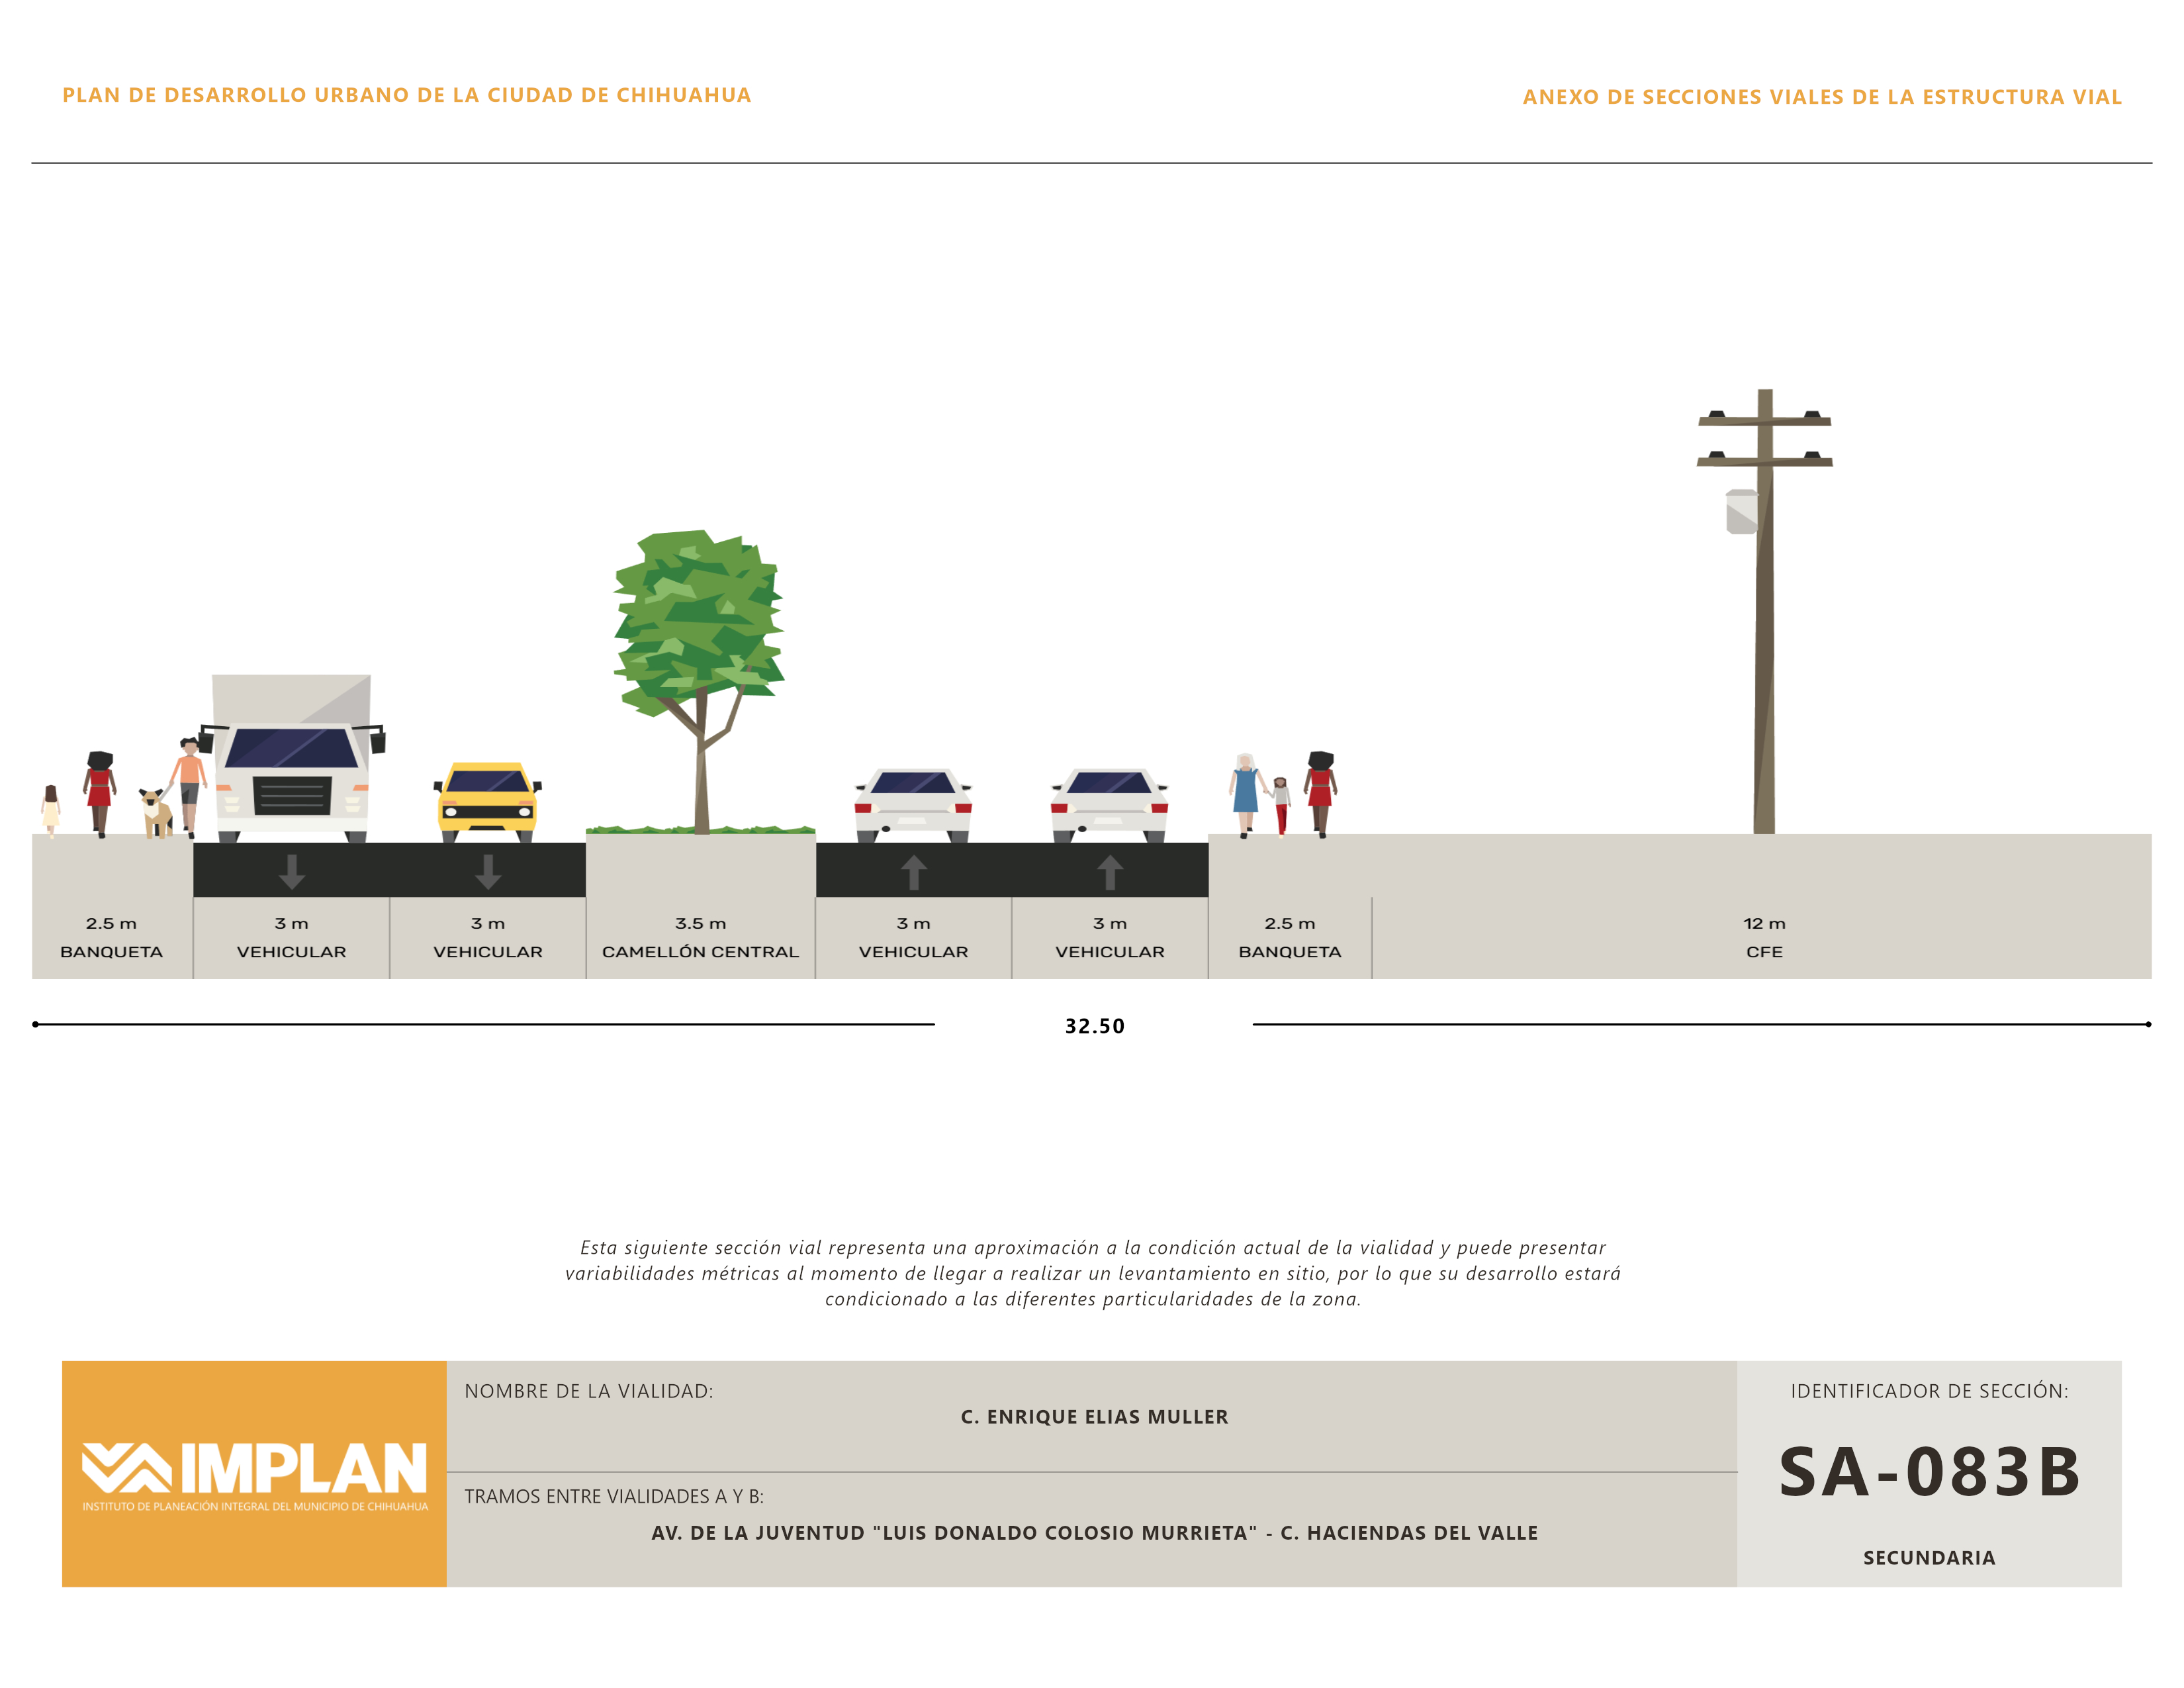 PLAN DE DESARROLLO URBANO DE LA CIUDAD DE CHIHUAHUA
ANEXO DE SECCIONES VIALES DE LA ESTRUCTURA VIAL
2.5 m
BANQUETA
3 m
VEHICULAR
3 m
VEHICULAR
3.5 m
CAMELLÓN CENTRAL
3 m
VEHICULAR
3 m
VEHICULAR
2.5 m
BANQUETA
12 m
CFE
32.50
Esta siguiente sección vial representa una aproximación a la condición actual de la vialidad y puede presentar
variabilidades métricas al momento de llegar a realizar un levantamiento en sitio, por lo que su desarrollo estará
condicionado a las diferentes particularidades de la zona.
IMPLAN
INSTITUTO DE PLANEACIÓN INTEGRAL DEL MUNICIPIO DE CHIHUAHUA
NOMBRE DE LA VIALIDAD:
C. ENRIQUE ELIAS MULLER
TRAMOS ENTRE VIALIDADES A Y B:
AV. DE LA JUVENTUD "LUIS DONALDO COLOSIO MURRIETA" - C. HACIENDAS DEL VALLE
IDENTIFICADOR DE SECCIÓN:
SA-083B
SECUNDARIA